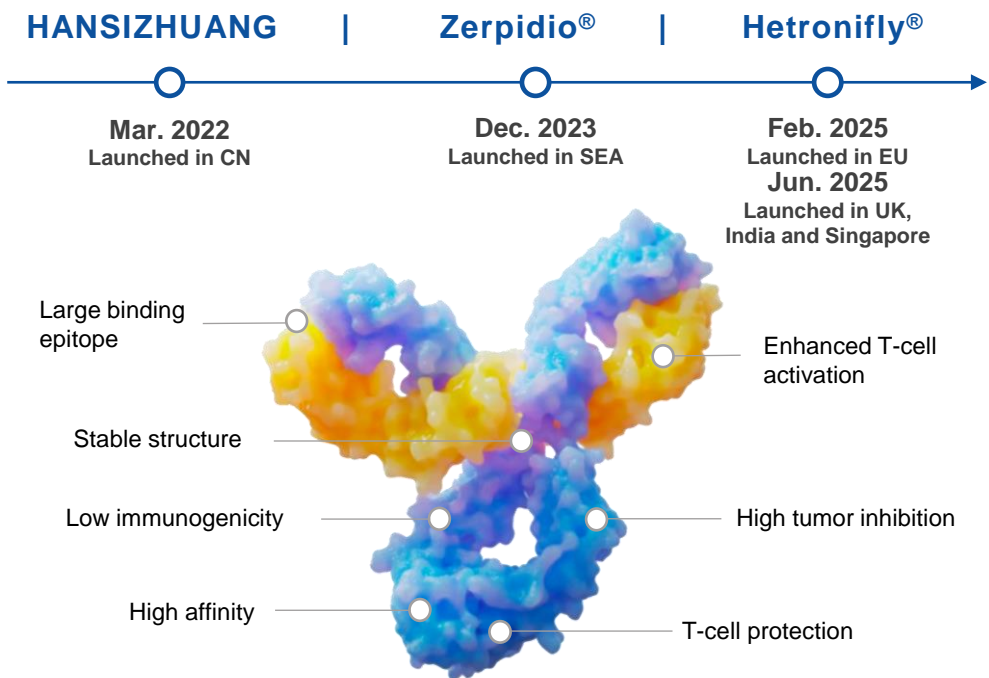 HANSIZHUANG | Zerpidio® | Hetronifly®
Mar. 2022
Launched in CN
Dec. 2023
Launched in SEA
Feb. 2025
Launched in EU
Jun. 2025
Launched in UK,
India and Singapore
Large binding
epitope
Enhanced T-cell
activation
Stable structure
Low immunogenicity
High tumor inhibition
High affinity
T-cell protection